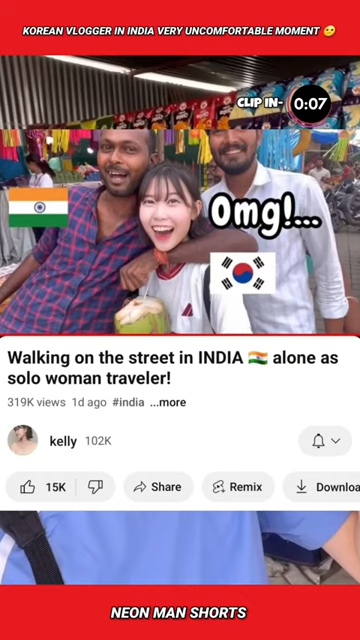 KOREAN VLOGGER IN INDIA VERY UNCOMFORTABLE MOMENT 🫤
CLIP IN- 0:07
Omg!...
Walking on the street in INDIA 🇮🇳 alone as
solo woman traveler!
319K views 1d ago #india ...more
kelly 102K
15K Share Remix Downloa
NEON MAN SHORTS